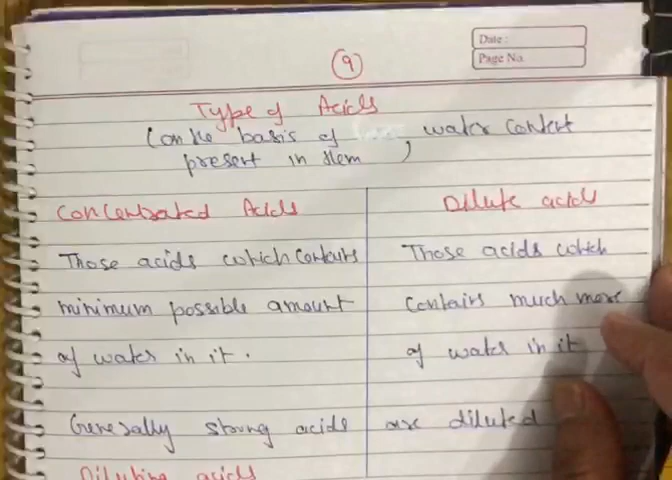 Date :
Page No.
9
Type of Acids
(on the basis of water content
present in them )
Concentrated Acids
Dilute acids
Those acids which contains
minimum possible amount
of water in it .
Those acids which
contains much more
of water in it
Generally strong acids are diluted
Diluting acids